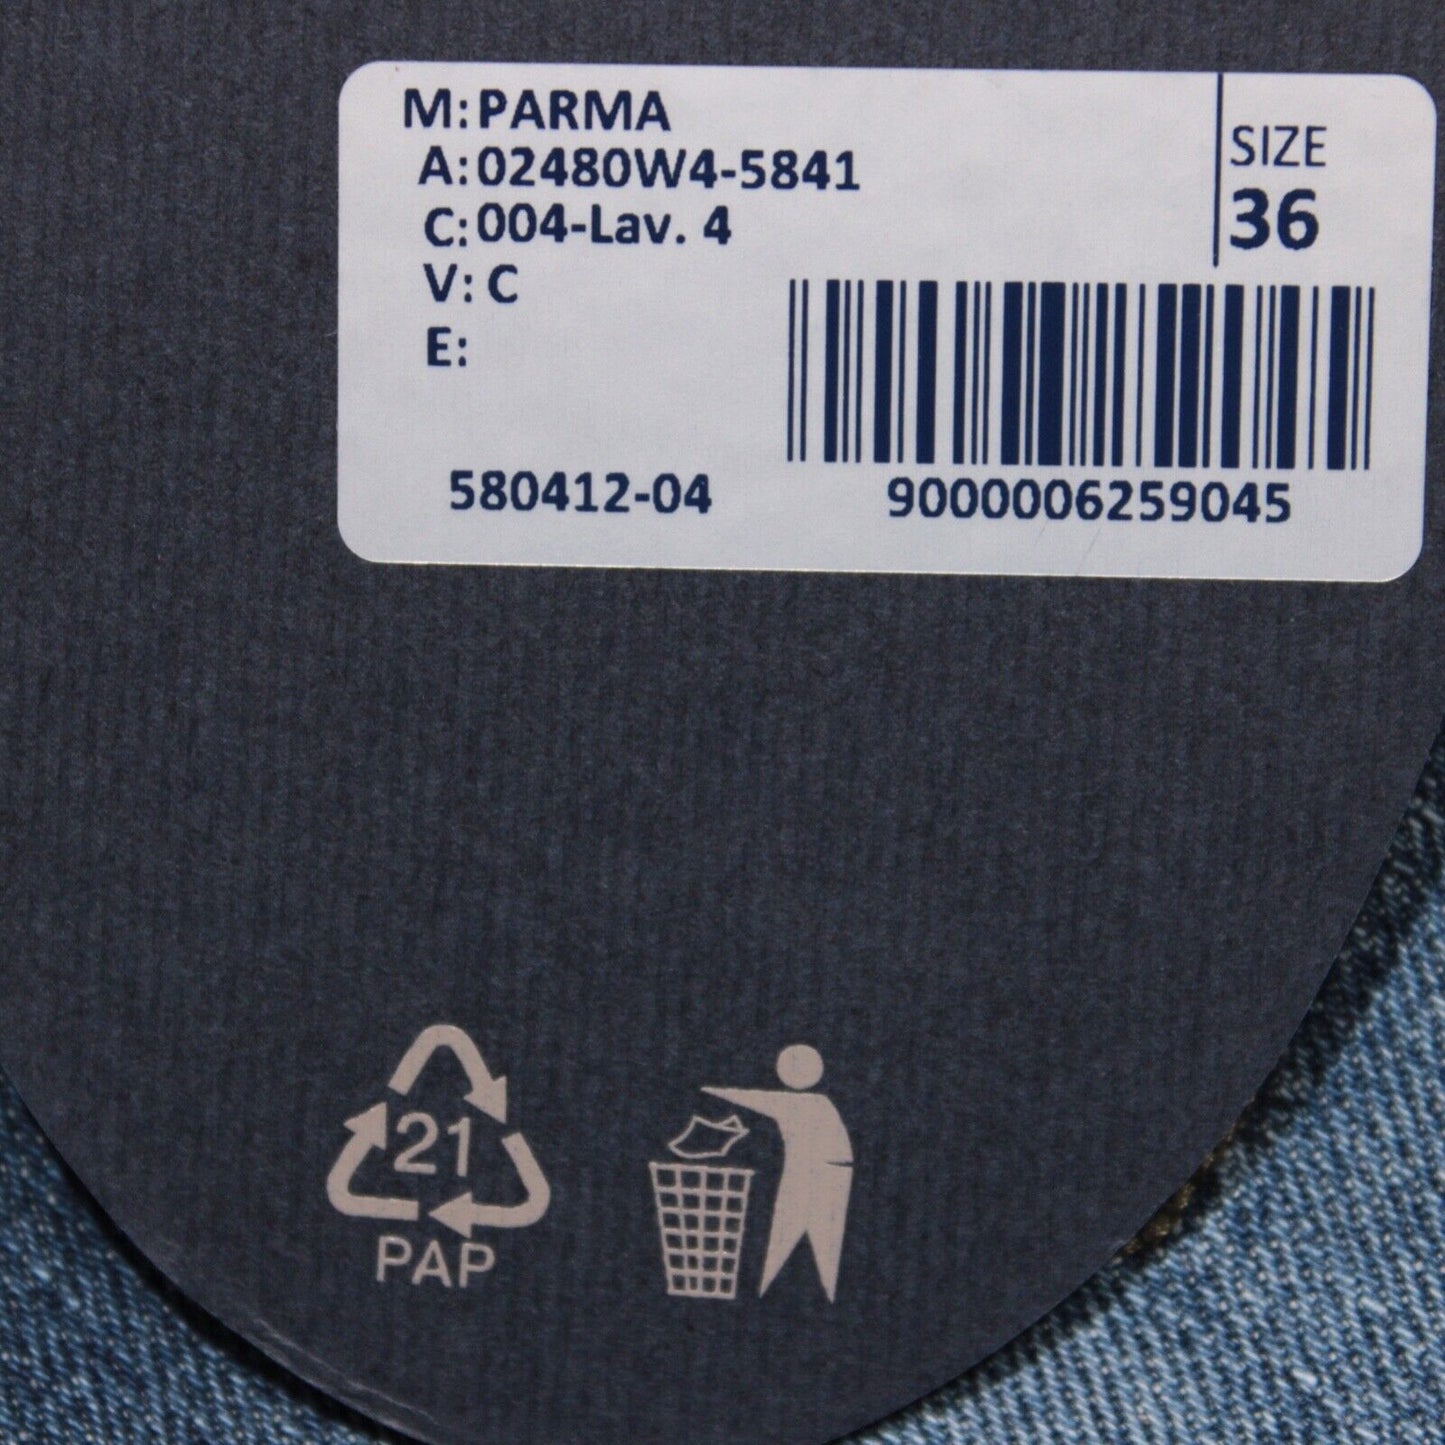 M: PARMA
A: 02480W4-5841
C: 004-Lav. 4
V: C
E:
SIZE
36
580412-04
9000006259045
21
PAP